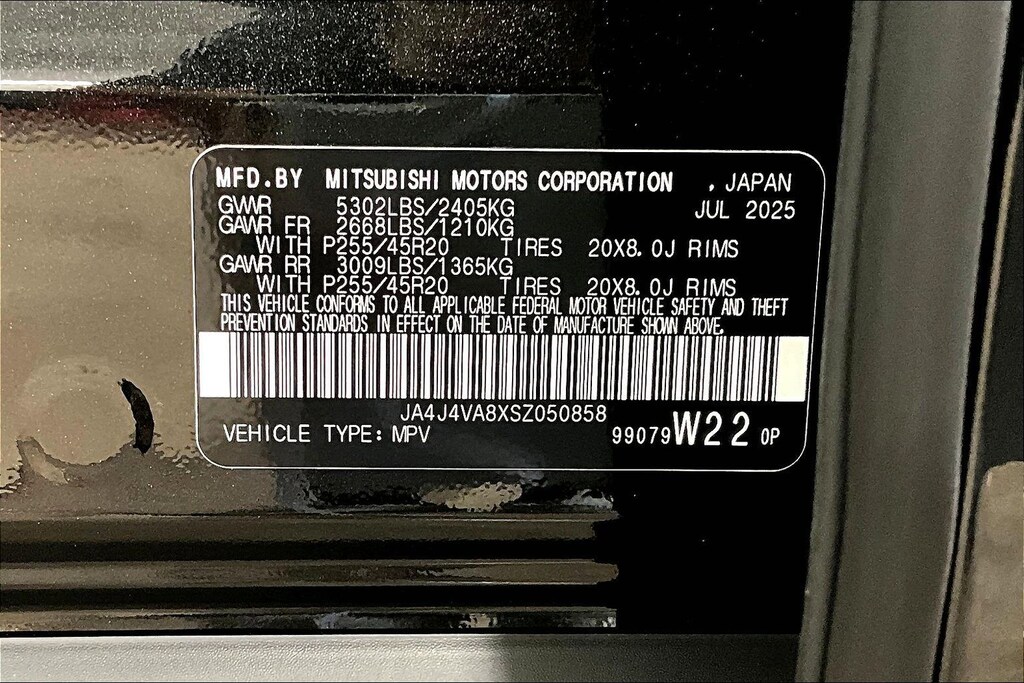 MFD.BY MITSUBISHI MOTORS CORPORATION , JAPAN
JUL 2025
GVWR 5302LBS/2405KG
GAWR FR 2668LBS/1210KG
WITH P255/45R20 TIRES 20X8.0J RIMS
GAWR RR 3009LBS/1365KG
WITH P255/45R20 TIRES 20X8.0J RIMS
THIS VEHICLE CONFORMS TO ALL APPLICABLE FEDERAL MOTOR VEHICLE SAFETY AND THEFT
PREVENTION STANDARDS IN EFFECT ON THE DATE OF MANUFACTURE SHOWN ABOVE.
JA4J4VA8XSZ050858
VEHICLE TYPE: MPV 99079 W22 0P